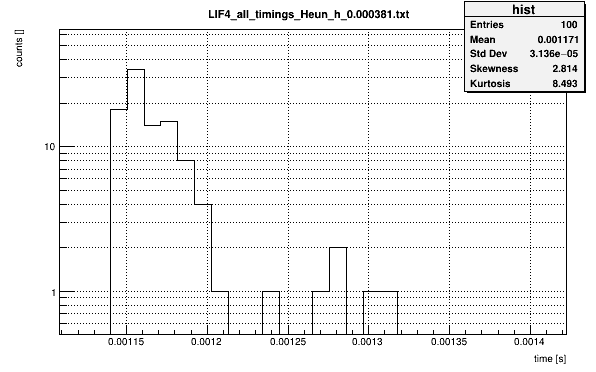 LIF4_all_timings_Heun_h_0.000381.txt
hist
Entries 100
Mean 0.001171
Std Dev 3.136e−05
Skewness 2.814
Kurtosis 8.493
counts []
10
1
0.00115 0.0012 0.00125 0.0013 0.00135 0.0014
time [s]